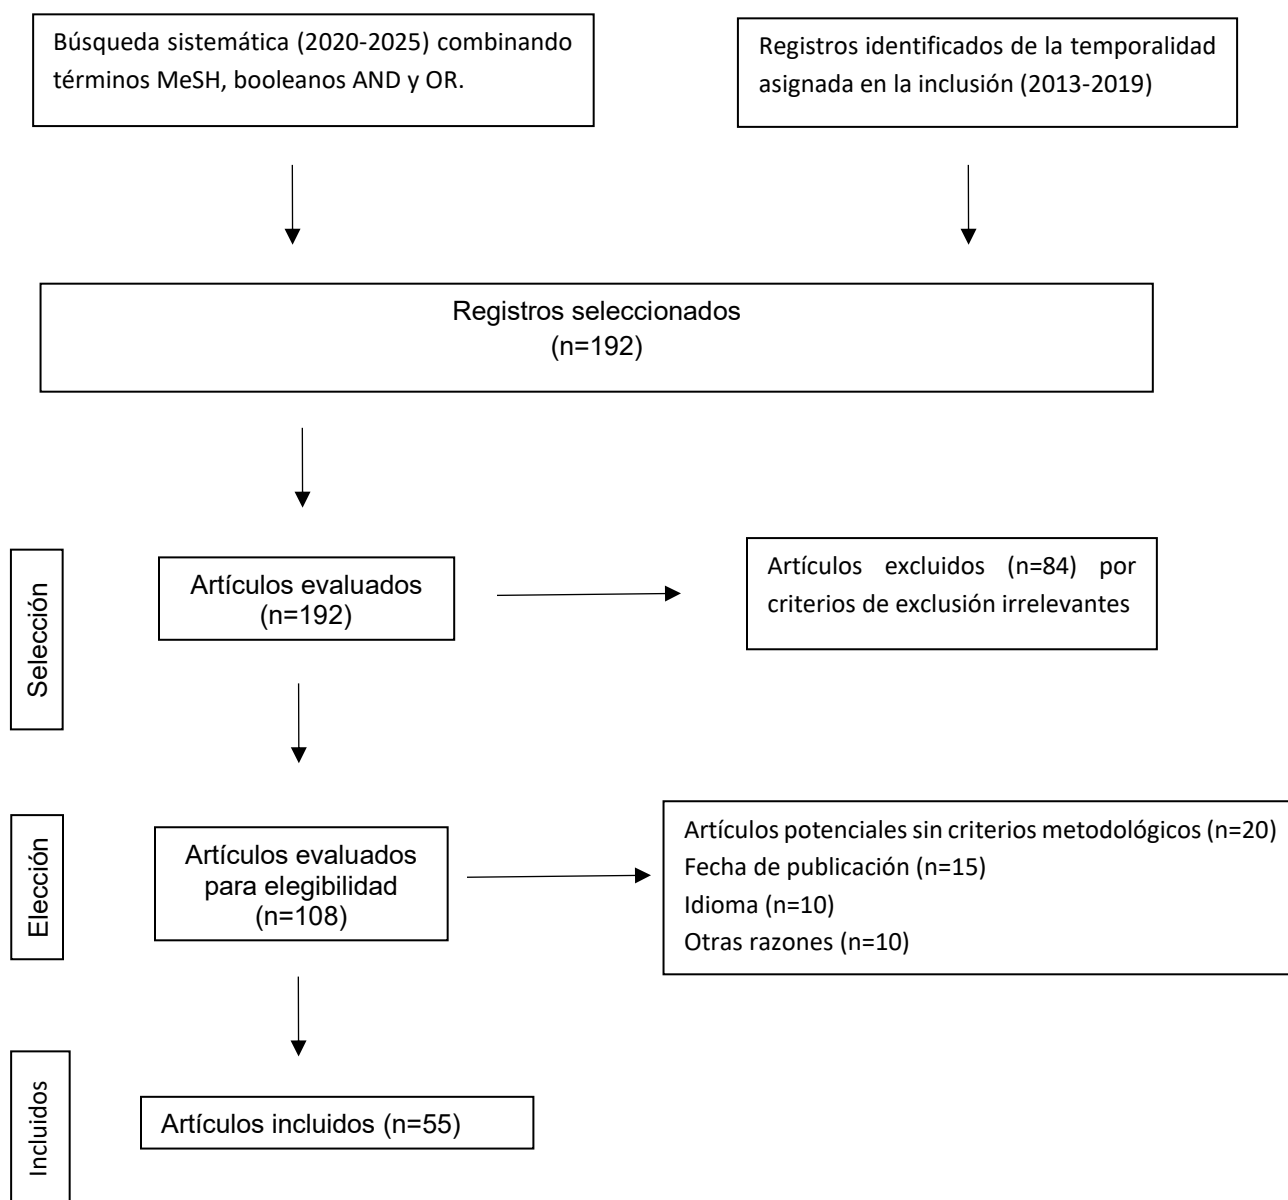 Búsqueda sistemática (2020-2025) combinando
términos MeSH, booleanos AND y OR.
Registros identificados de la temporalidad
asignada en la inclusión (2013-2019)
Registros seleccionados
(n=192)
Selección
Artículos evaluados
(n=192)
Artículos excluidos (n=84) por
criterios de exclusión irrelevantes
Elección
Artículos evaluados
para elegibilidad
(n=108)
Artículos potenciales sin criterios metodológicos (n=20)
Fecha de publicación (n=15)
Idioma (n=10)
Otras razones (n=10)
Incluidos
Artículos incluidos (n=55)